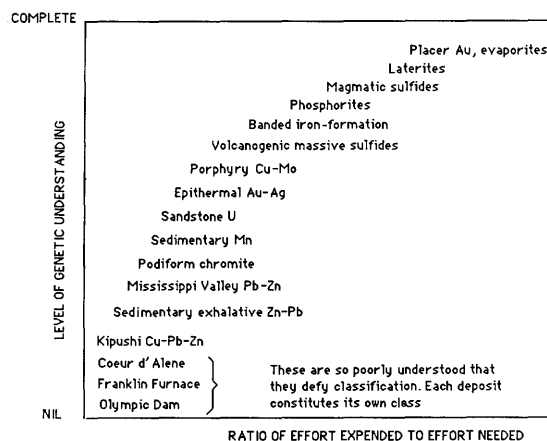 COMPLETE
Placer Au, evaporites
Laterites
Magmatic sulfides
Phosphorites
Banded iron-formation
Volcanogenic massive sulfides
Porphyry Cu-Mo
Epithermal Au-Ag
Sandstone U
Sedimentary Mn
Podiform chromite
Mississippi Valley Pb-Zn
Sedimentary exhalative Zn-Pb
Kipushi Cu-Pb-Zn
Coeur d'Alene
Franklin Furnace
Olympic Dam
These are so poorly understood that
they defy classification. Each deposit
constitutes its own class
NIL
LEVEL OF GENETIC UNDERSTANDING
RATIO OF EFFORT EXPENDED TO EFFORT NEEDED